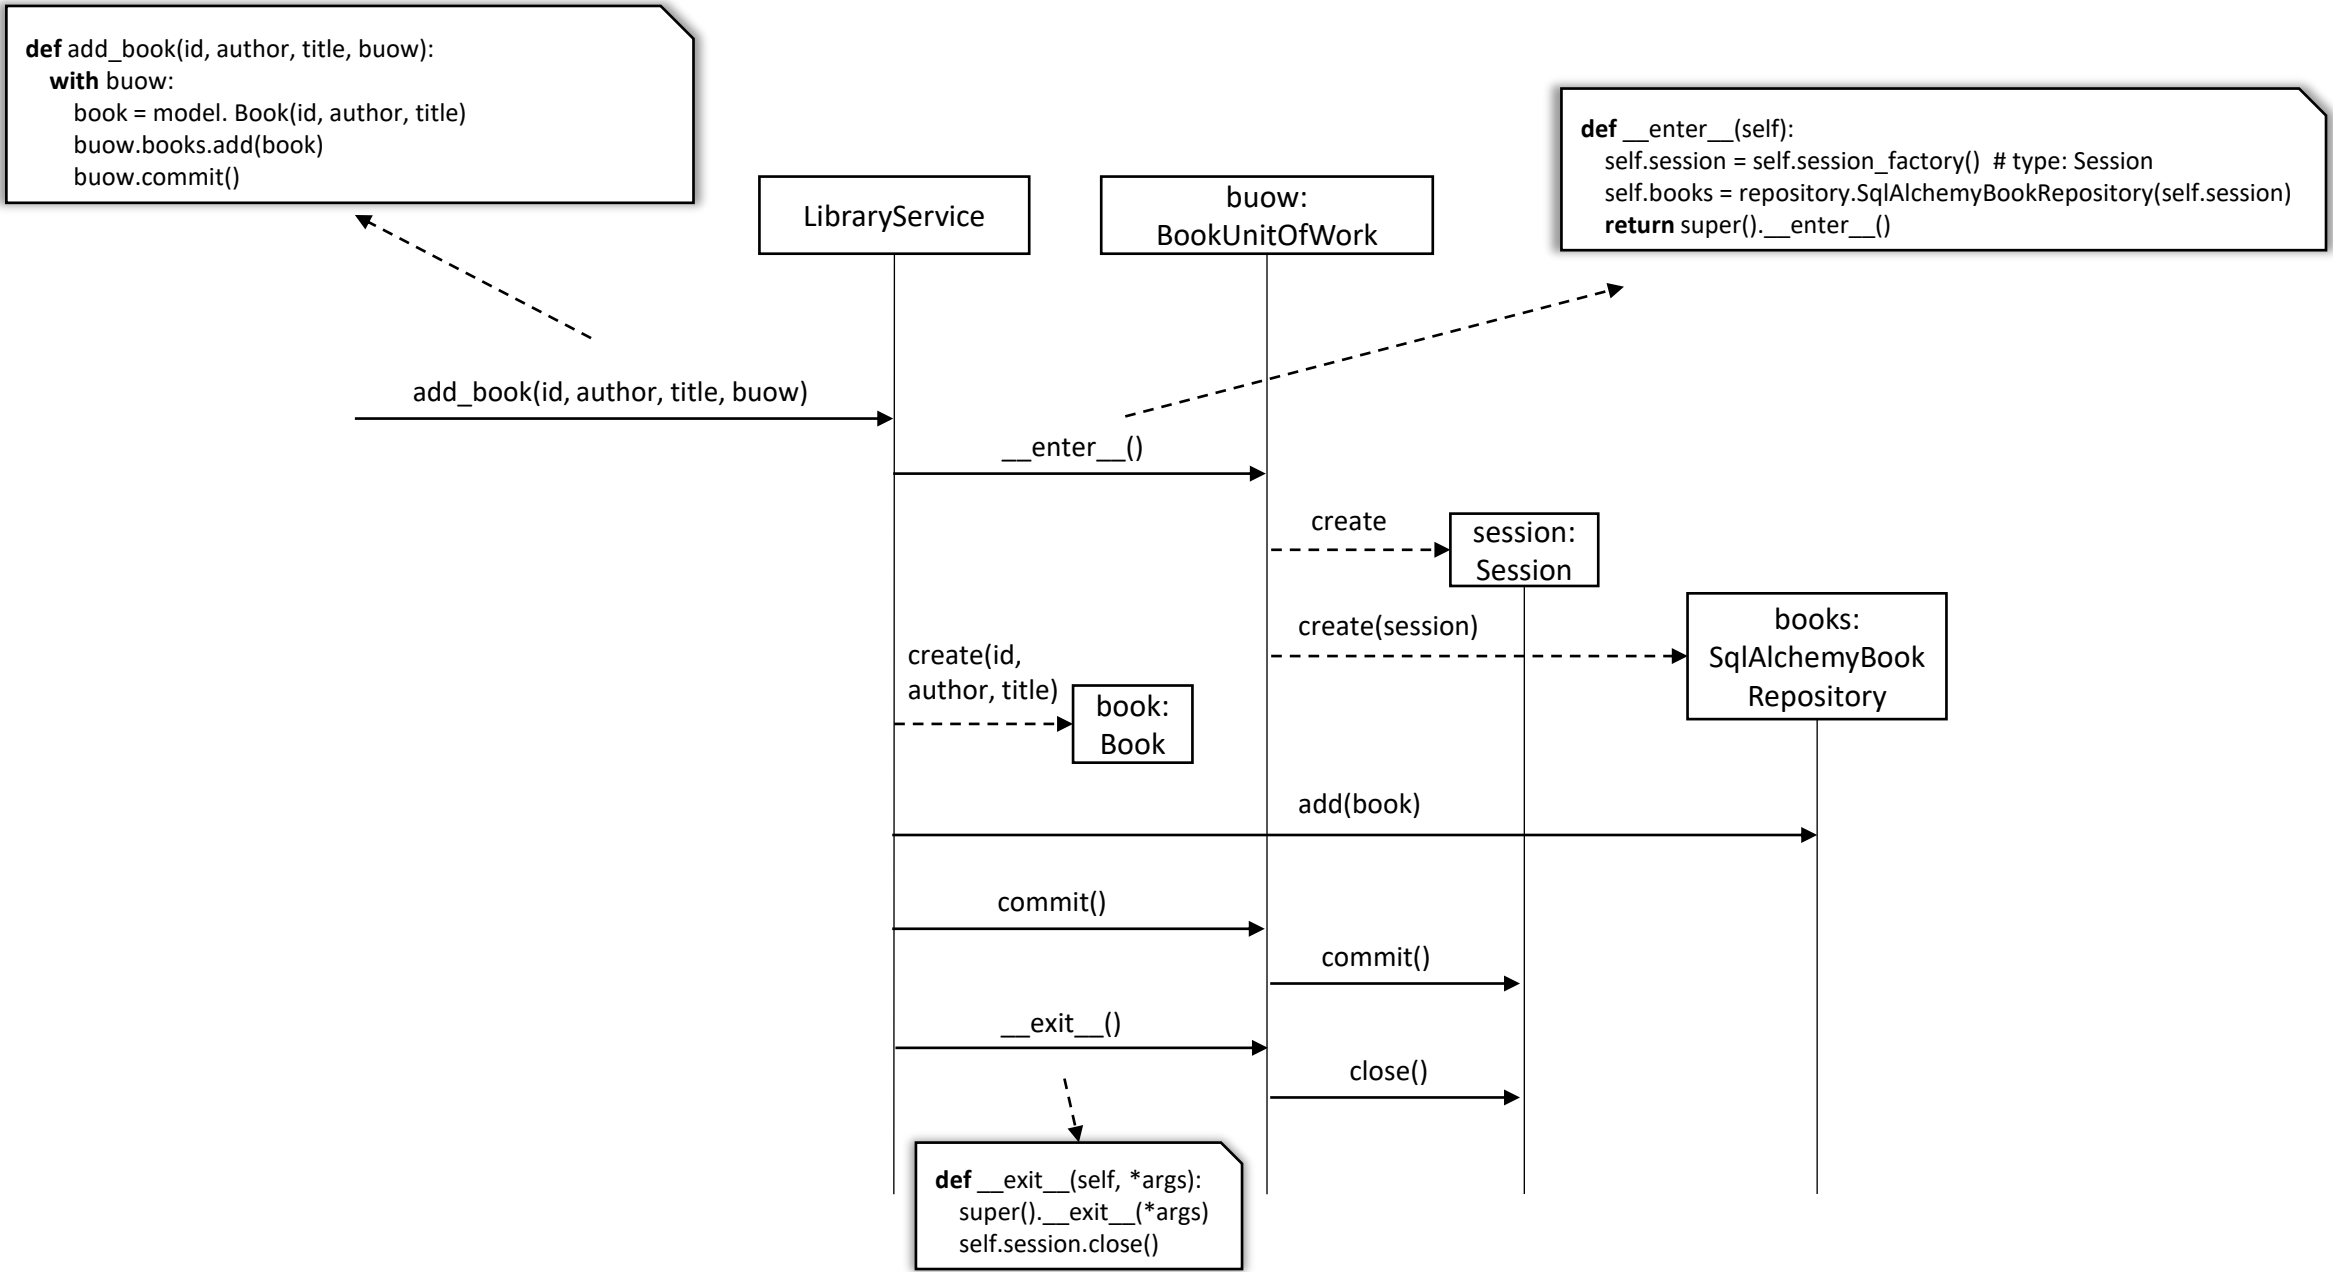 def add_book(id, author, title, buow):
with buow:
book = model. Book(id, author, title)
buow.books.add(book)
buow.commit()
def __enter__(self):
self.session = self.session_factory()  # type: Session
self.books = repository.SqlAlchemyBookRepository(self.session)
return super().__enter__()
LibraryService
buow:
BookUnitOfWork
add_book(id, author, title, buow)
__enter__()
create
session:
Session
create(session)
books:
SqlAlchemyBook
Repository
create(id,
author, title)
book:
Book
add(book)
commit()
commit()
__exit__()
close()
def __exit__(self, *args):
super().__exit__(*args)
self.session.close()